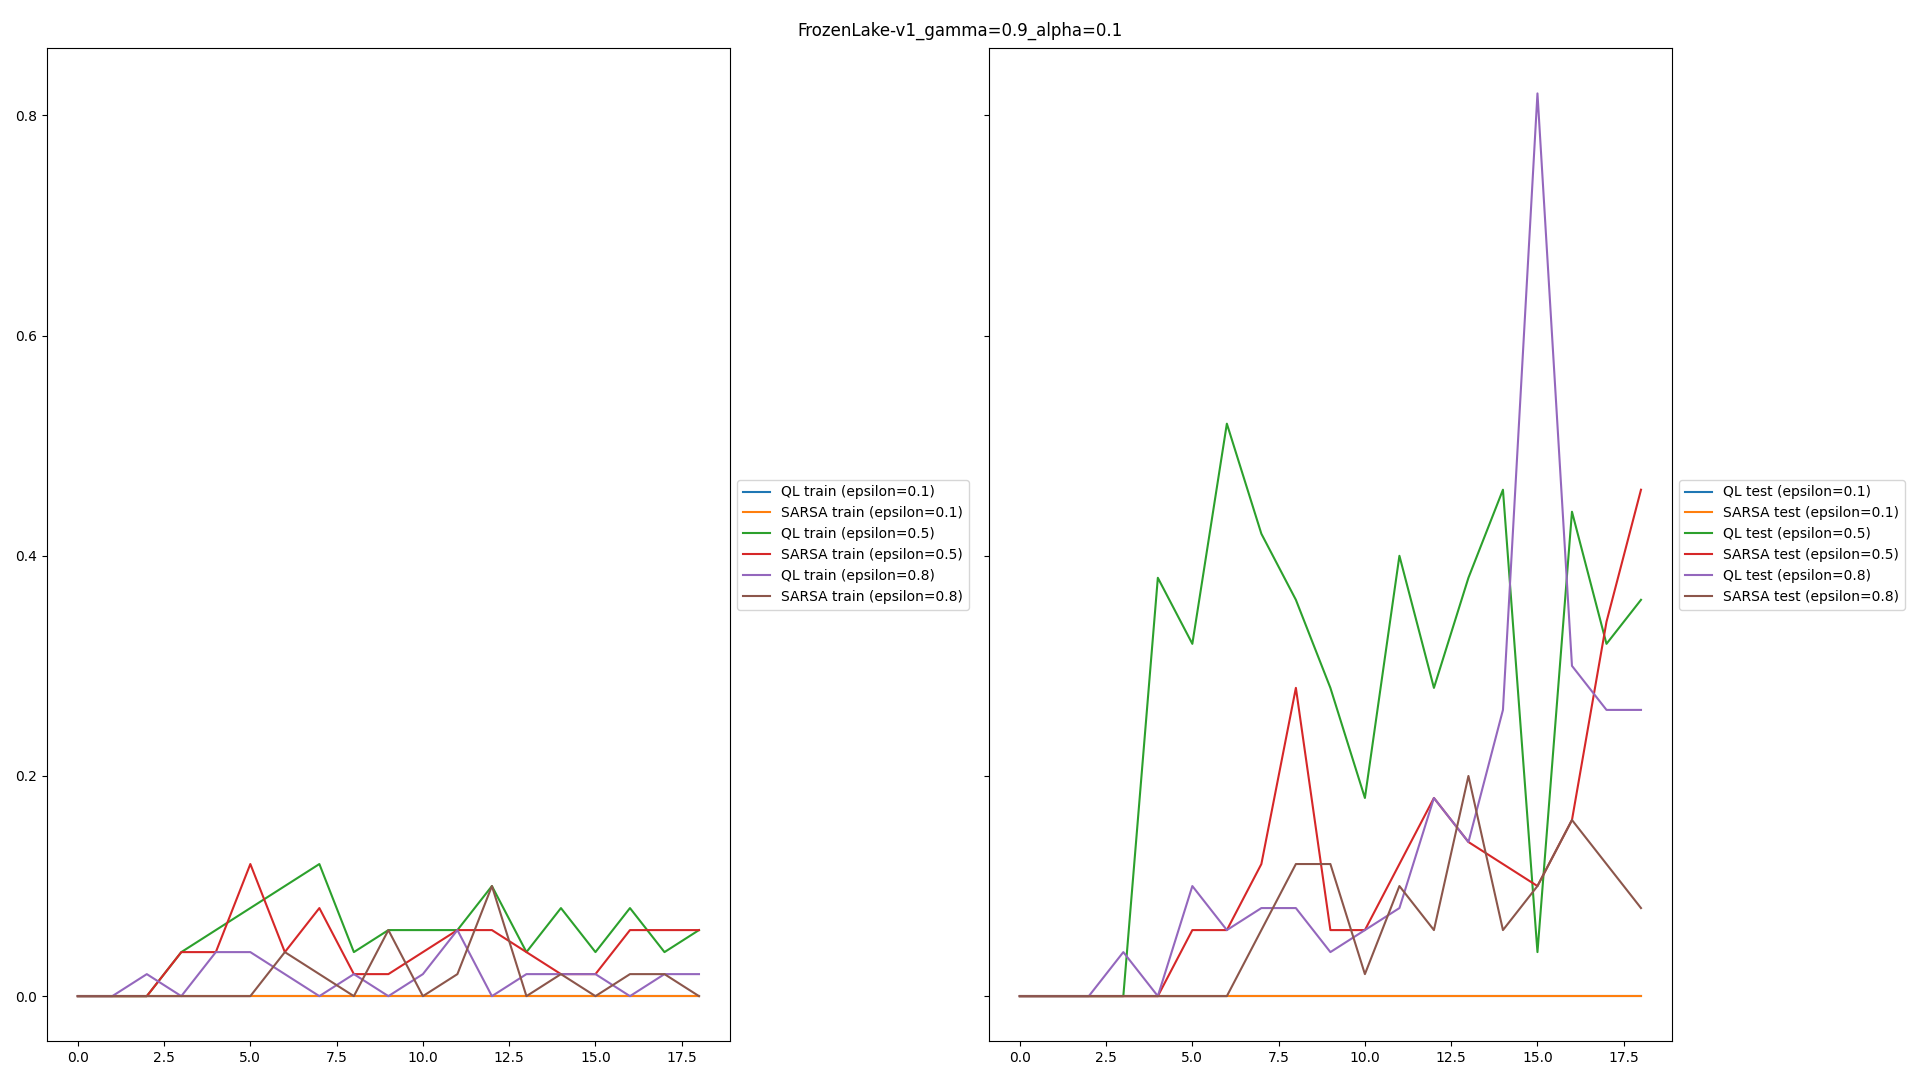 FrozenLake-v1_gamma=0.9_alpha=0.1
0.8
0.6
0.4
0.2
0.0
0.0 2.5 5.0 7.5 10.0 12.5 15.0 17.5
QL train (epsilon=0.1)
SARSA train (epsilon=0.1)
QL train (epsilon=0.5)
SARSA train (epsilon=0.5)
QL train (epsilon=0.8)
SARSA train (epsilon=0.8)
0.0 2.5 5.0 7.5 10.0 12.5 15.0 17.5
QL test (epsilon=0.1)
SARSA test (epsilon=0.1)
QL test (epsilon=0.5)
SARSA test (epsilon=0.5)
QL test (epsilon=0.8)
SARSA test (epsilon=0.8)